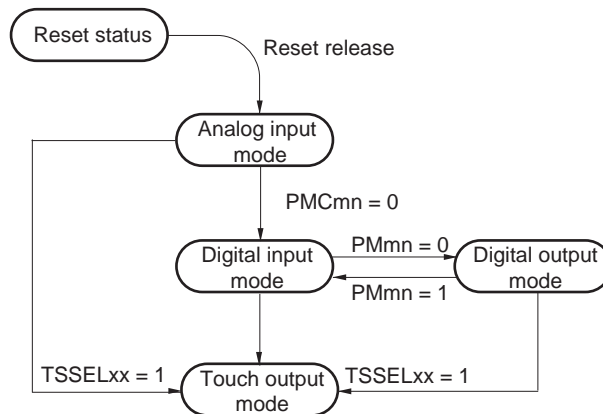 Reset status
Reset release
Analog input
mode
PMCmn = 0
Digital input
mode
PMmn = 0
PMmn = 1
Digital output
mode
TSSELxx = 1
Touch output
mode
TSSELxx = 1